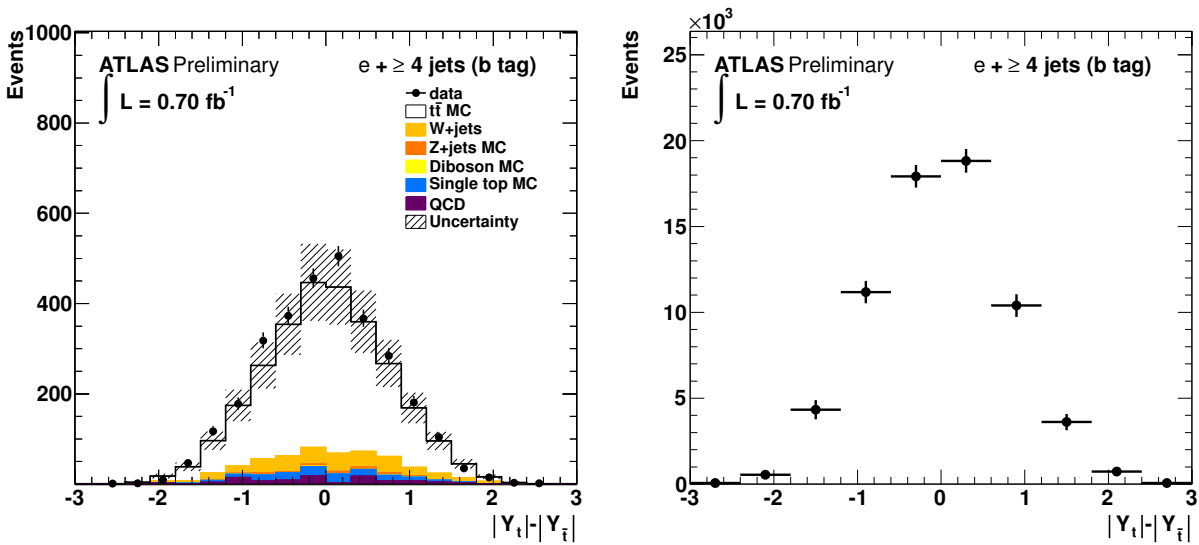 Events
1000
800
600
400
200
ATLAS Preliminary
e + ≥ 4 jets (b tag)
∫ L = 0.70 fb⁻¹
data
tt̄ MC
W+jets
Z+jets MC
Diboson MC
Single top MC
QCD
Uncertainty
-3 -2 -1 0 1 2 3
|Y_t|-|Y_t̄|
×10³
Events
25
20
15
10
5
0
ATLAS Preliminary
e + ≥ 4 jets (b tag)
∫ L = 0.70 fb⁻¹
-3 -2 -1 0 1 2 3
|Y_t|-|Y_t̄|